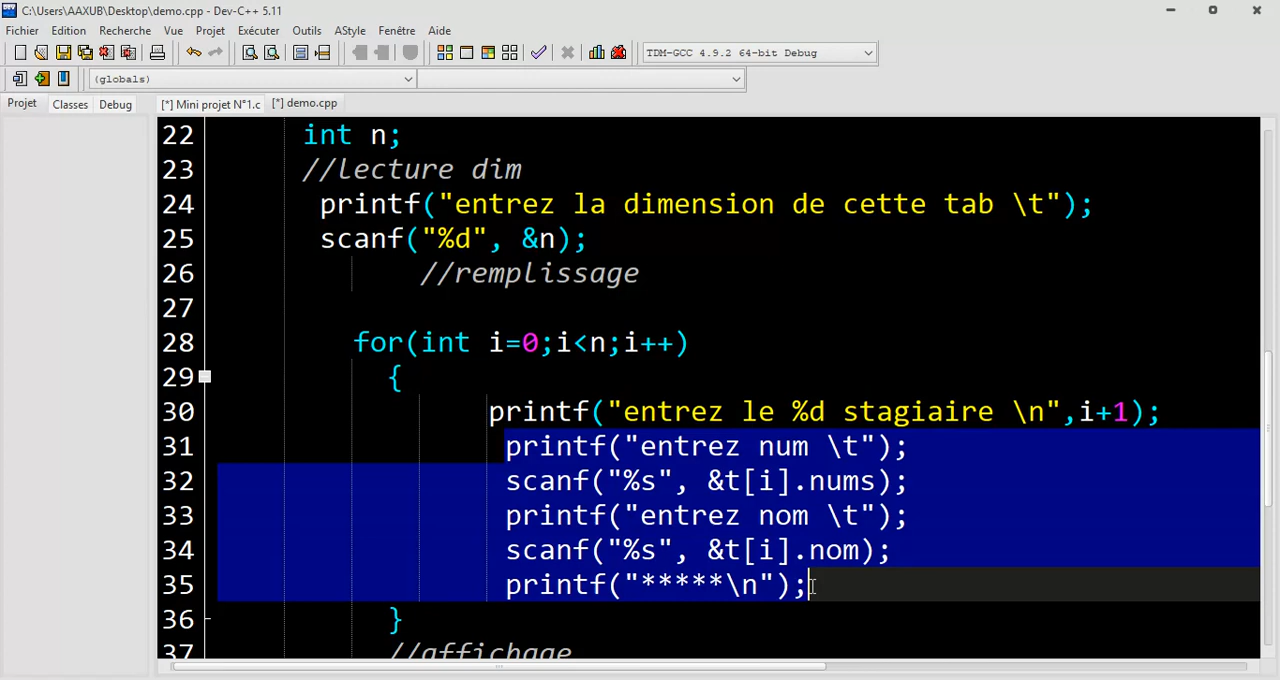 C:\Users\AAXUB\Desktop\demo.cpp - Dev-C++ 5.11
Fichier Edition Recherche Vue Projet Exécuter Outils AStyle Fenêtre Aide
TDM-GCC 4.9.2 64-bit Debug
(globals)
Projet Classes Debug [*] Mini projet N°1.c [*] demo.cpp
22 int n;
23 //lecture dim
24 printf("entrez la dimension de cette tab \t");
25 scanf("%d", &n);
26 //remplissage
27
28 for(int i=0;i<n;i++)
29 {
30 printf("entrez le %d stagiaire \n",i+1);
31 printf("entrez num \t");
32 scanf("%s", &t[i].nums);
33 printf("entrez nom \t");
34 scanf("%s", &t[i].nom);
35 printf("*****\n");
36 }
37 //affichage